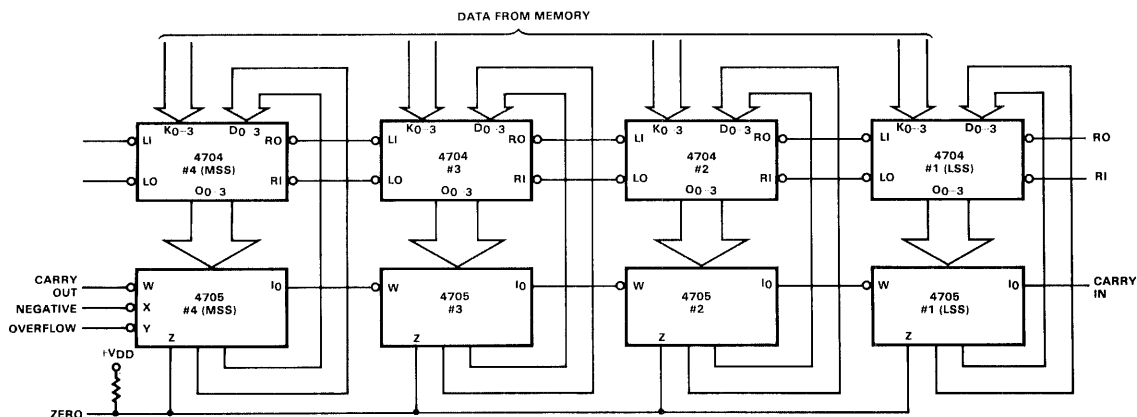 DATA FROM MEMORY
K0–3 D0–3 K0–3 D0–3 K0–3 D0–3 K0–3 D0–3
LI RO LI RO LI RO LI RO
4704 4704 4704 4704
#4 (MSS) #3 #2 #1 (LSS)
LO RI LO RI LO RI LO RI
O0–3 O0–3 O0–3 O0–3
CARRY OUT W I0 W I0 W I0 W I0 CARRY IN
4705 4705 4705 4705
#4 (MSS) #3 #2 #1 (LSS)
NEGATIVE X
OVERFLOW Y
Z Z Z Z
+VDD
ZERO
RO
RI